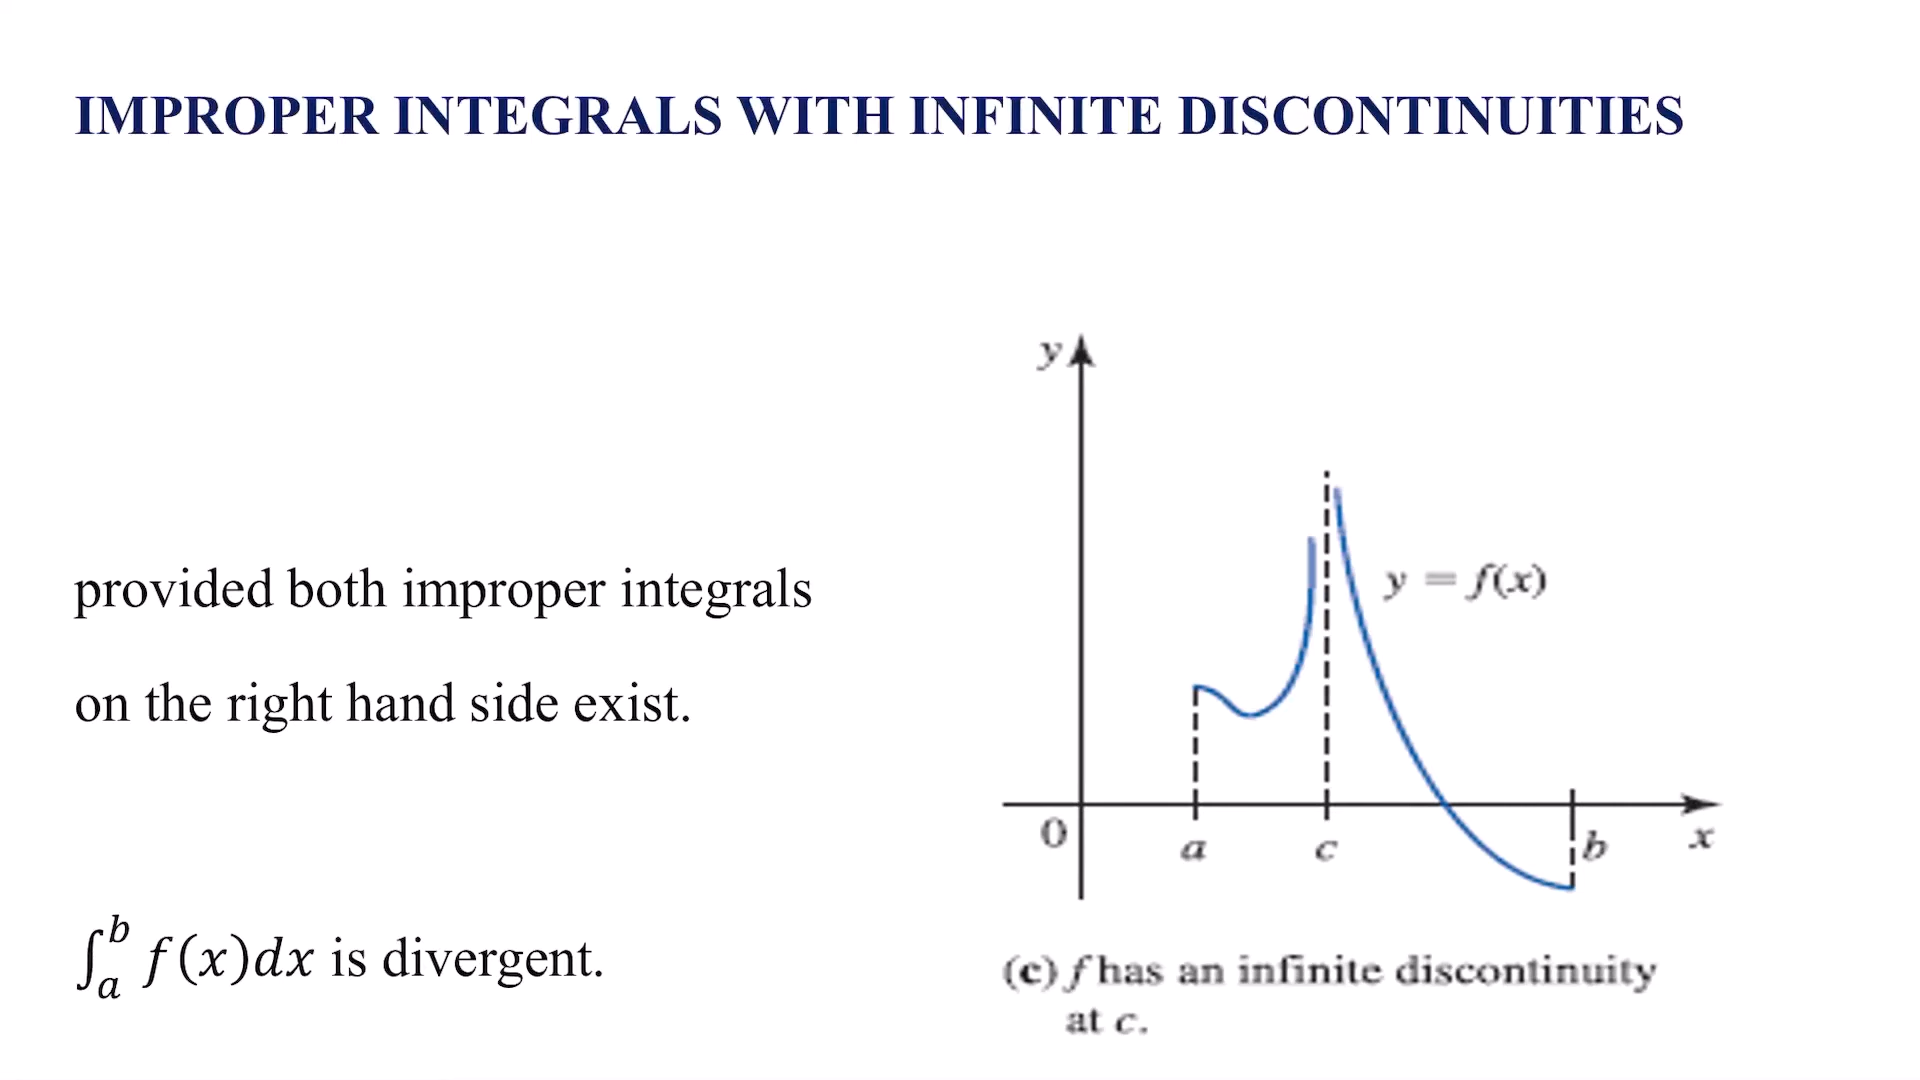 IMPROPER INTEGRALS WITH INFINITE DISCONTINUITIES
provided both improper integrals
on the right hand side exist.
∫_a^b f(x)dx is divergent.
y
y = f(x)
0 a c b x
(c) f has an infinite discontinuity
at c.